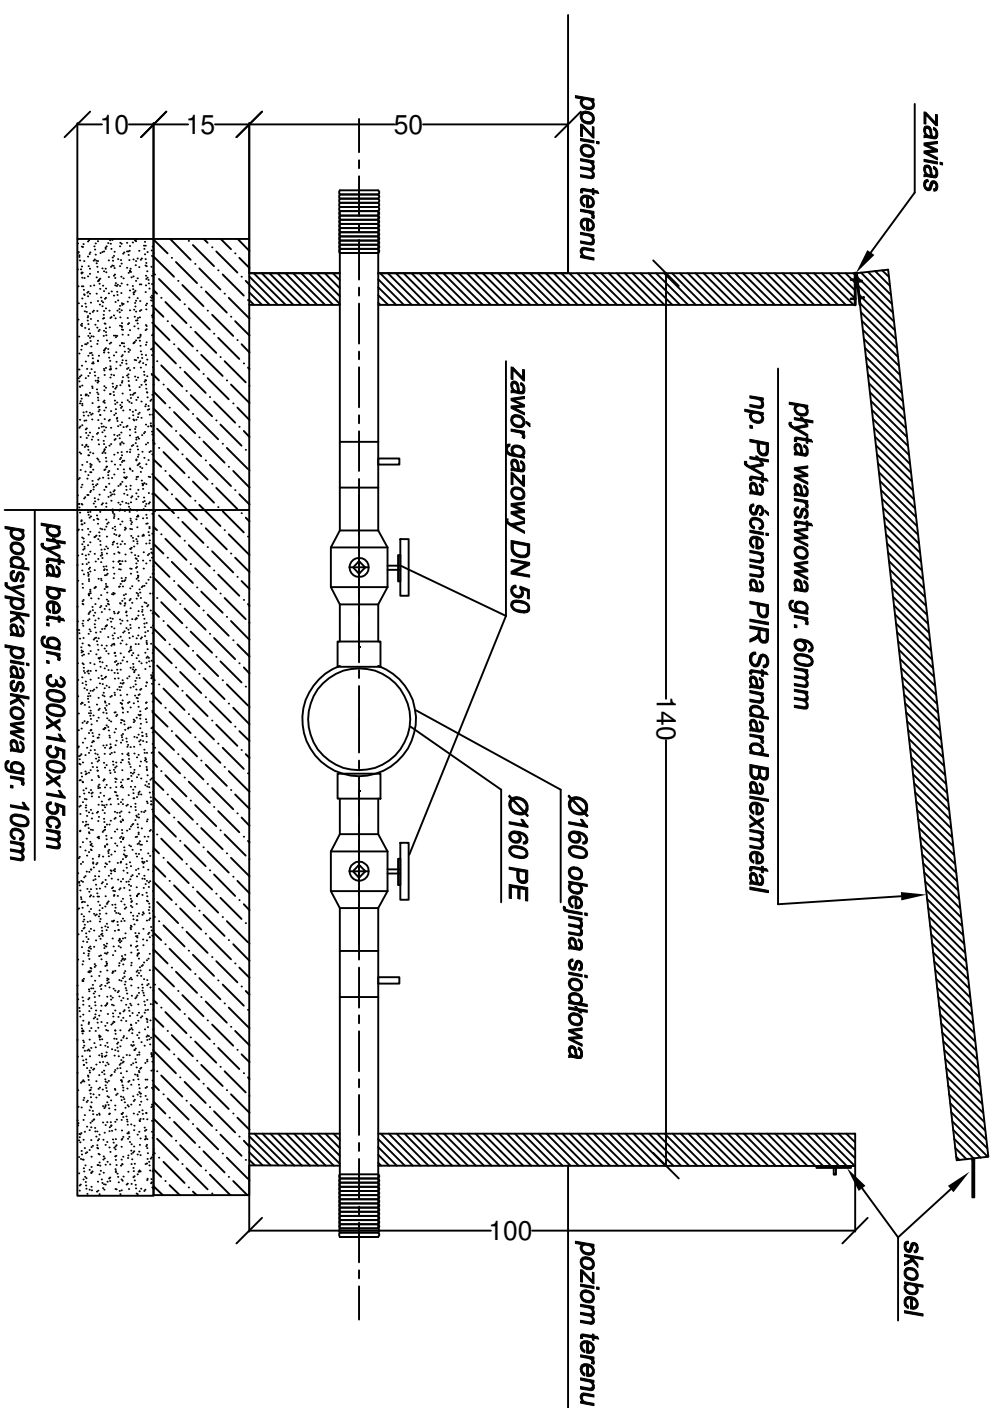 zawias
skobel
płyta warstwowa gr. 60mm
np. Płyta ścienna PIR Standard Balexmetal
140
poziom terenu
poziom terenu
Ø160 obejma siodłowa
zawór gazowy DN 50
Ø160 PE
100
50
15
10
płyta bet. gr. 300x150x15cm
podsypka piaskowa gr. 10cm